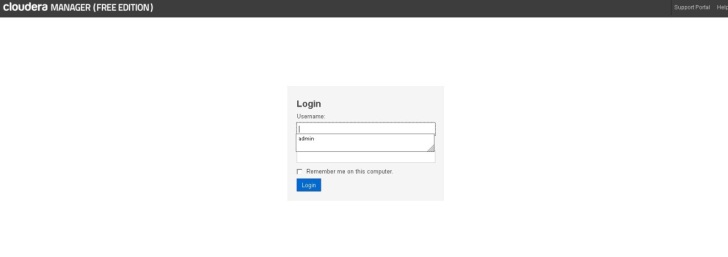 cloudera MANAGER (FREE EDITION)
Support Portal Help
Login
Username:
admin
Remember me on this computer.
Login